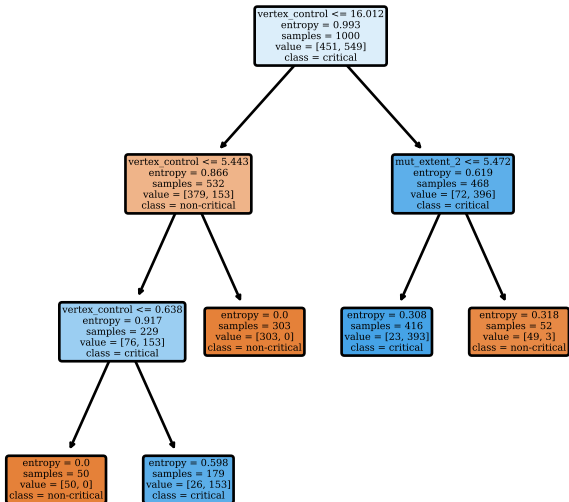 vertex_control <= 16.012
entropy = 0.993
samples = 1000
value = [451, 549]
class = critical
vertex_control <= 5.443
entropy = 0.866
samples = 532
value = [379, 153]
class = non-critical
mut_extent_2 <= 5.472
entropy = 0.619
samples = 468
value = [72, 396]
class = critical
vertex_control <= 0.638
entropy = 0.917
samples = 229
value = [76, 153]
class = critical
entropy = 0.0
samples = 303
value = [303, 0]
class = non-critical
entropy = 0.308
samples = 416
value = [23, 393]
class = critical
entropy = 0.318
samples = 52
value = [49, 3]
class = non-critical
entropy = 0.0
samples = 50
value = [50, 0]
class = non-critical
entropy = 0.598
samples = 179
value = [26, 153]
class = critical